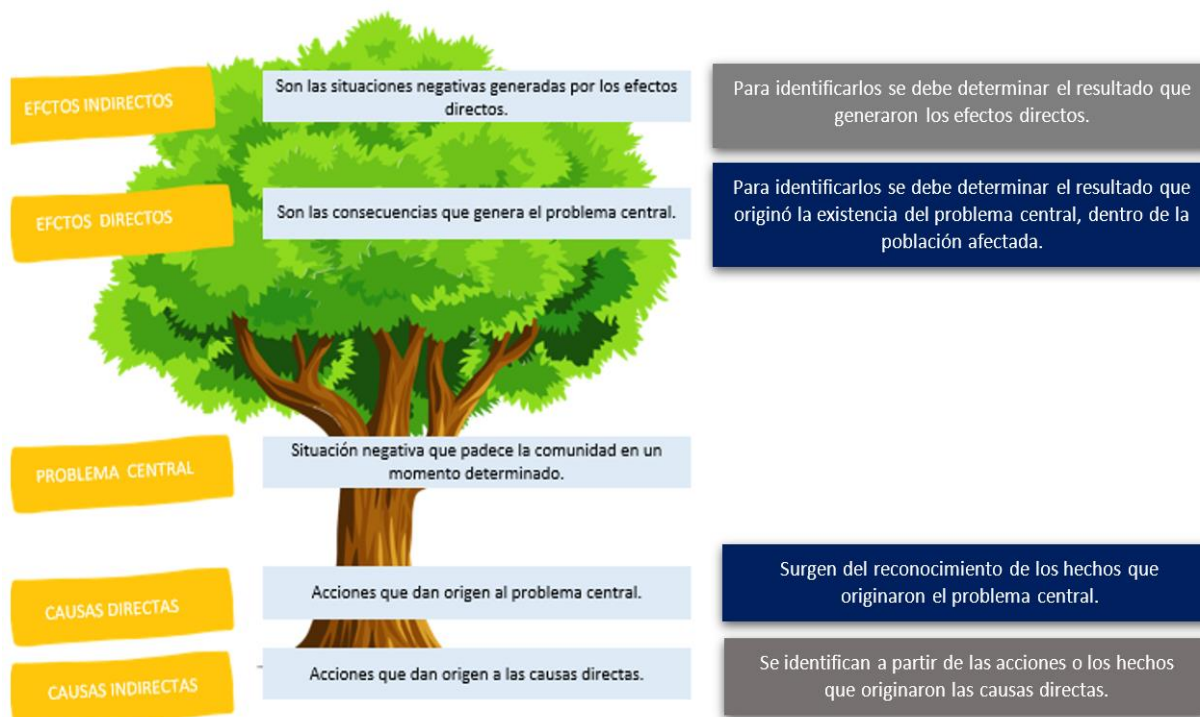 EFCTOS INDIRECTOS
Son las situaciones negativas generadas por los efectos
directos.
Para identificarlos se debe determinar el resultado que
generaron los efectos directos.
EFCTOS DIRECTOS
Son las consecuencias que genera el problema central.
Para identificarlos se debe determinar el resultado que
originó la existencia del problema central, dentro de la
población afectada.
PROBLEMA CENTRAL
Situación negativa que padece la comunidad en un
momento determinado.
CAUSAS DIRECTAS
Acciones que dan origen al problema central.
Surgen del reconocimiento de los hechos que
originaron el problema central.
CAUSAS INDIRECTAS
Acciones que dan origen a las causas directas.
Se identifican a partir de las acciones o los hechos
que originaron las causas directas.